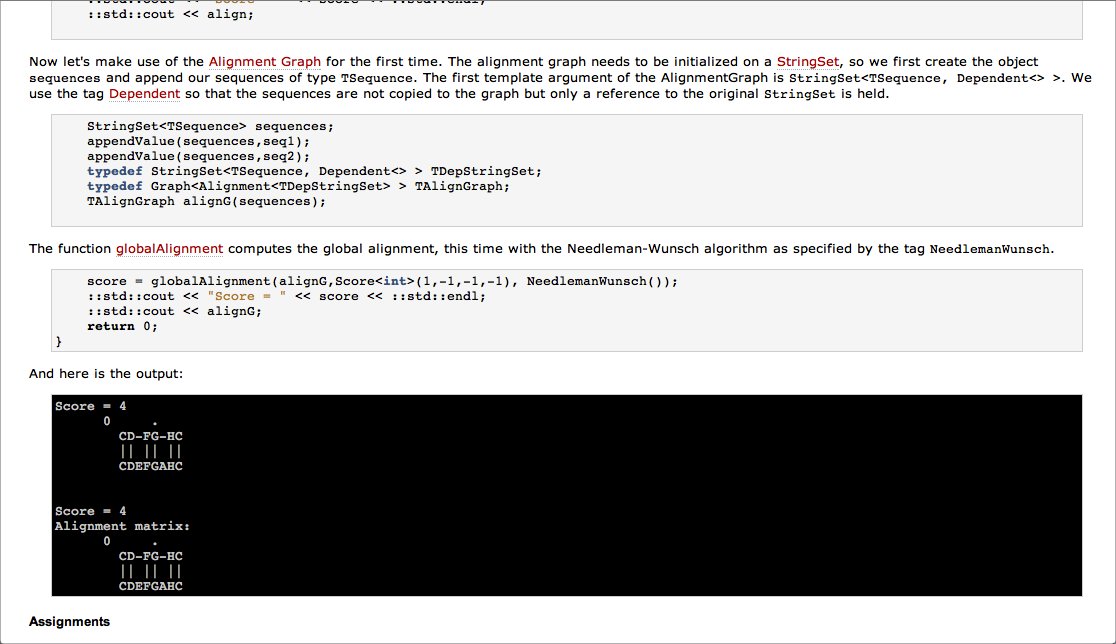 ::std::cout << "Score = " << score << ::std::endl;
::std::cout << align;
Now let's make use of the Alignment Graph for the first time. The alignment graph needs to be initialized on a StringSet, so we first create the object
sequences and append our sequences of type TSequence. The first template argument of the AlignmentGraph is StringSet<TSequence, Dependent<> >. We
use the tag Dependent so that the sequences are not copied to the graph but only a reference to the original StringSet is held.
StringSet<TSequence> sequences;
appendValue(sequences,seq1);
appendValue(sequences,seq2);
typedef StringSet<TSequence, Dependent<> > TDepStringSet;
typedef Graph<Alignment<TDepStringSet> > TAlignGraph;
TAlignGraph alignG(sequences);
The function globalAlignment computes the global alignment, this time with the Needleman-Wunsch algorithm as specified by the tag NeedlemanWunsch.
score = globalAlignment(alignG,Score<int>(1,-1,-1,-1), NeedlemanWunsch());
::std::cout << "Score = " << score << ::std::endl;
::std::cout << alignG;
return 0;
}
And here is the output:
Score = 4
0 .
CD-FG-HC
|| || ||
CDEFGAHC
Score = 4
Alignment matrix:
0 .
CD-FG-HC
|| || ||
CDEFGAHC
Assignments